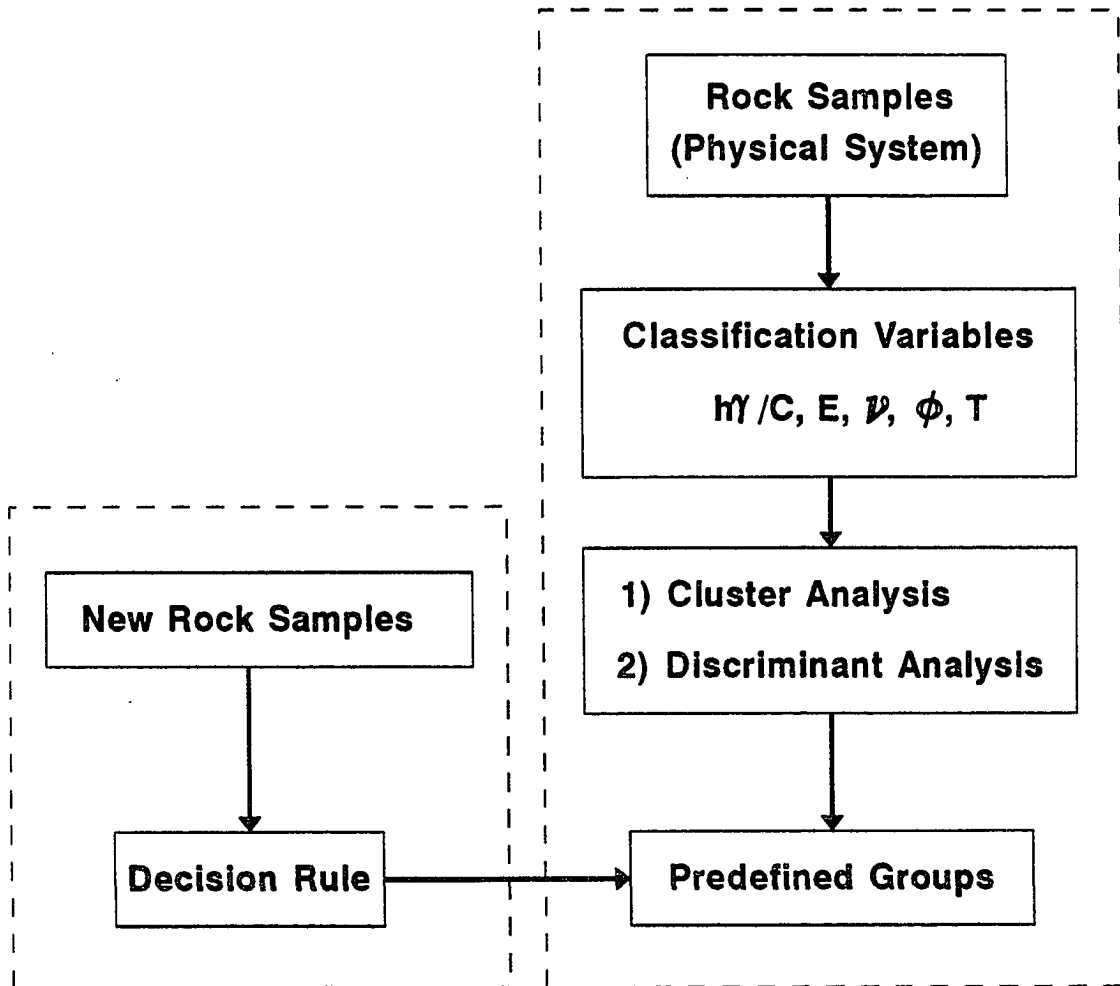 Rock Samples
(Physical System)
Classification Variables
hγ/C, E, ν, φ, T
1) Cluster Analysis
2) Discriminant Analysis
New Rock Samples
Decision Rule
Predefined Groups